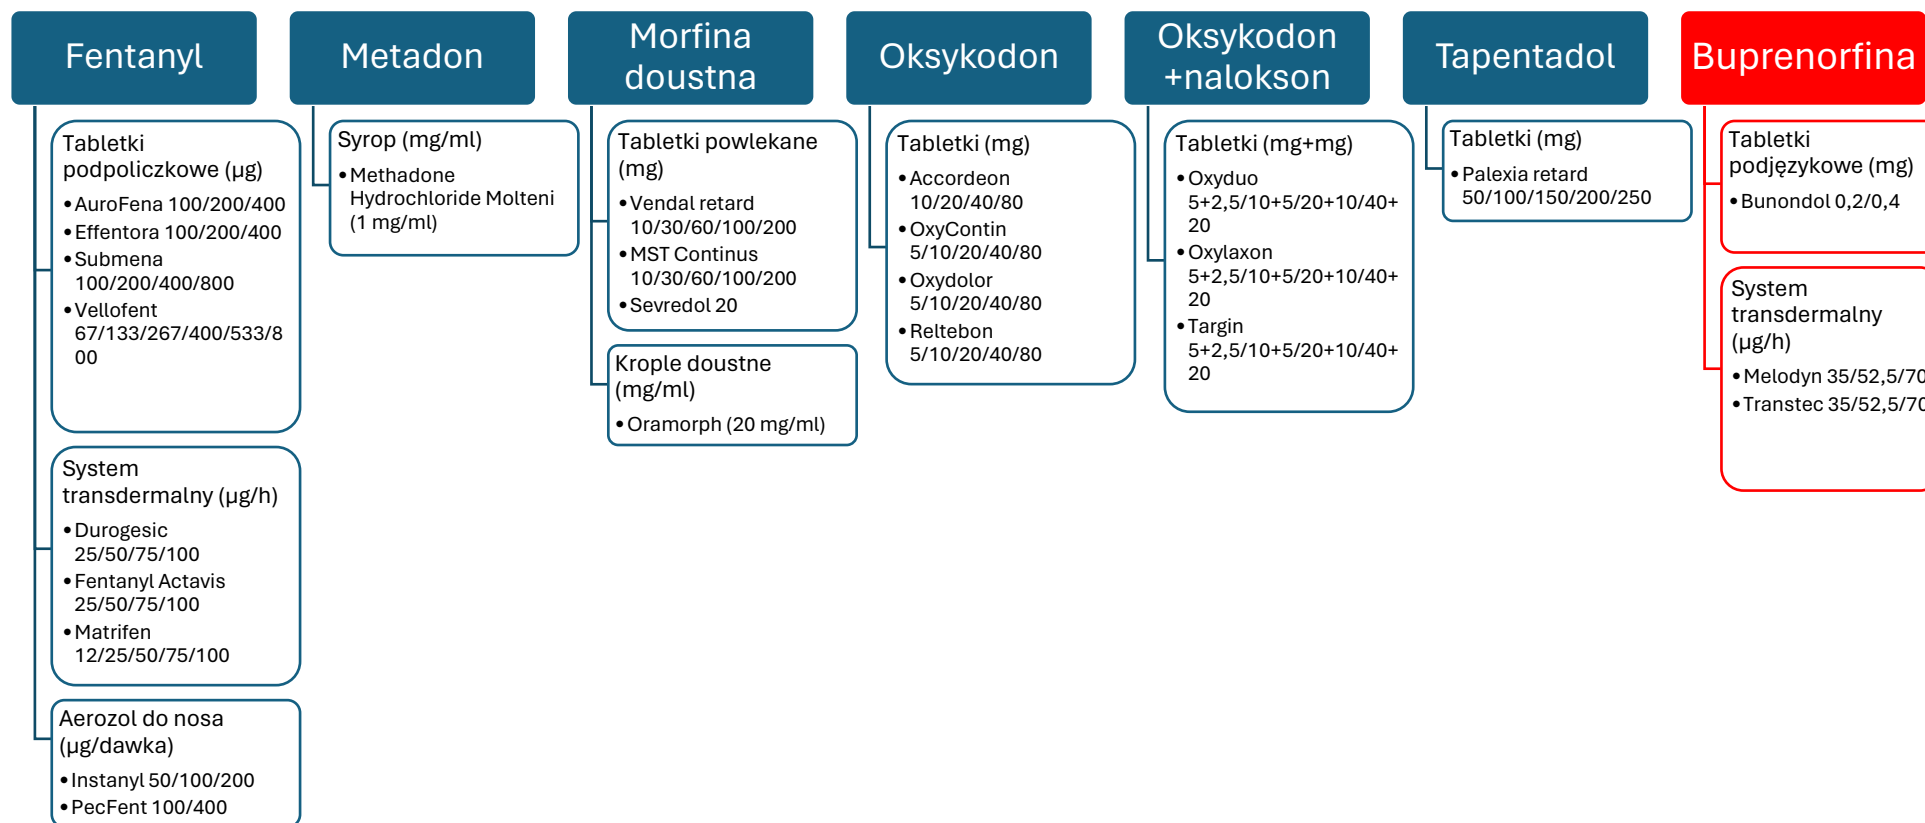 Fentanyl
Tabletki
podpoliczkowe (µg)
• AuroFena 100/200/400
• Effentora 100/200/400
• Submena
100/200/400/800
• Vellofent
67/133/267/400/533/8
00
System
transdermalny (µg/h)
• Durogesic
25/50/75/100
• Fentanyl Actavis
25/50/75/100
• Matrifen
12/25/50/75/100
Aerozol do nosa
(µg/dawka)
• Instanyl 50/100/200
• PecFent 100/400
Metadon
Syrop (mg/ml)
• Methadone
Hydrochloride Molteni
(1 mg/ml)
Morfina
doustna
Tabletki powlekane
(mg)
• Vendal retard
10/30/60/100/200
• MST Continus
10/30/60/100/200
• Sevredol 20
Krople doustne
(mg/ml)
• Oramorph (20 mg/ml)
Oksykodon
Tabletki (mg)
• Accordeon
10/20/40/80
• OxyContin
5/10/20/40/80
• Oxydolor
5/10/20/40/80
• Reltebon
5/10/20/40/80
Oksykodon
+nalokson
Tabletki (mg+mg)
• Oxyduo
5+2,5/10+5/20+10/40+
20
• Oxylaxon
5+2,5/10+5/20+10/40+
20
• Targin
5+2,5/10+5/20+10/40+
20
Tapentadol
Tabletki (mg)
• Palexia retard
50/100/150/200/250
Buprenorfina
Tabletki
podjęzykowe (mg)
• Bunondol 0,2/0,4
System
transdermalny
(µg/h)
• Melodyn 35/52,5/70
• Transtec 35/52,5/70